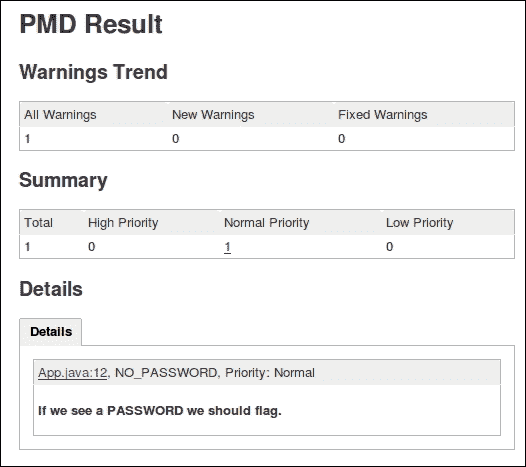 PMD Result
Warnings Trend
All Warnings New Warnings Fixed Warnings
1 0 0
Summary
Total High Priority Normal Priority Low Priority
1 0 1 0
Details
Details
App.java:12, NO_PASSWORD, Priority: Normal
If we see a PASSWORD we should flag.